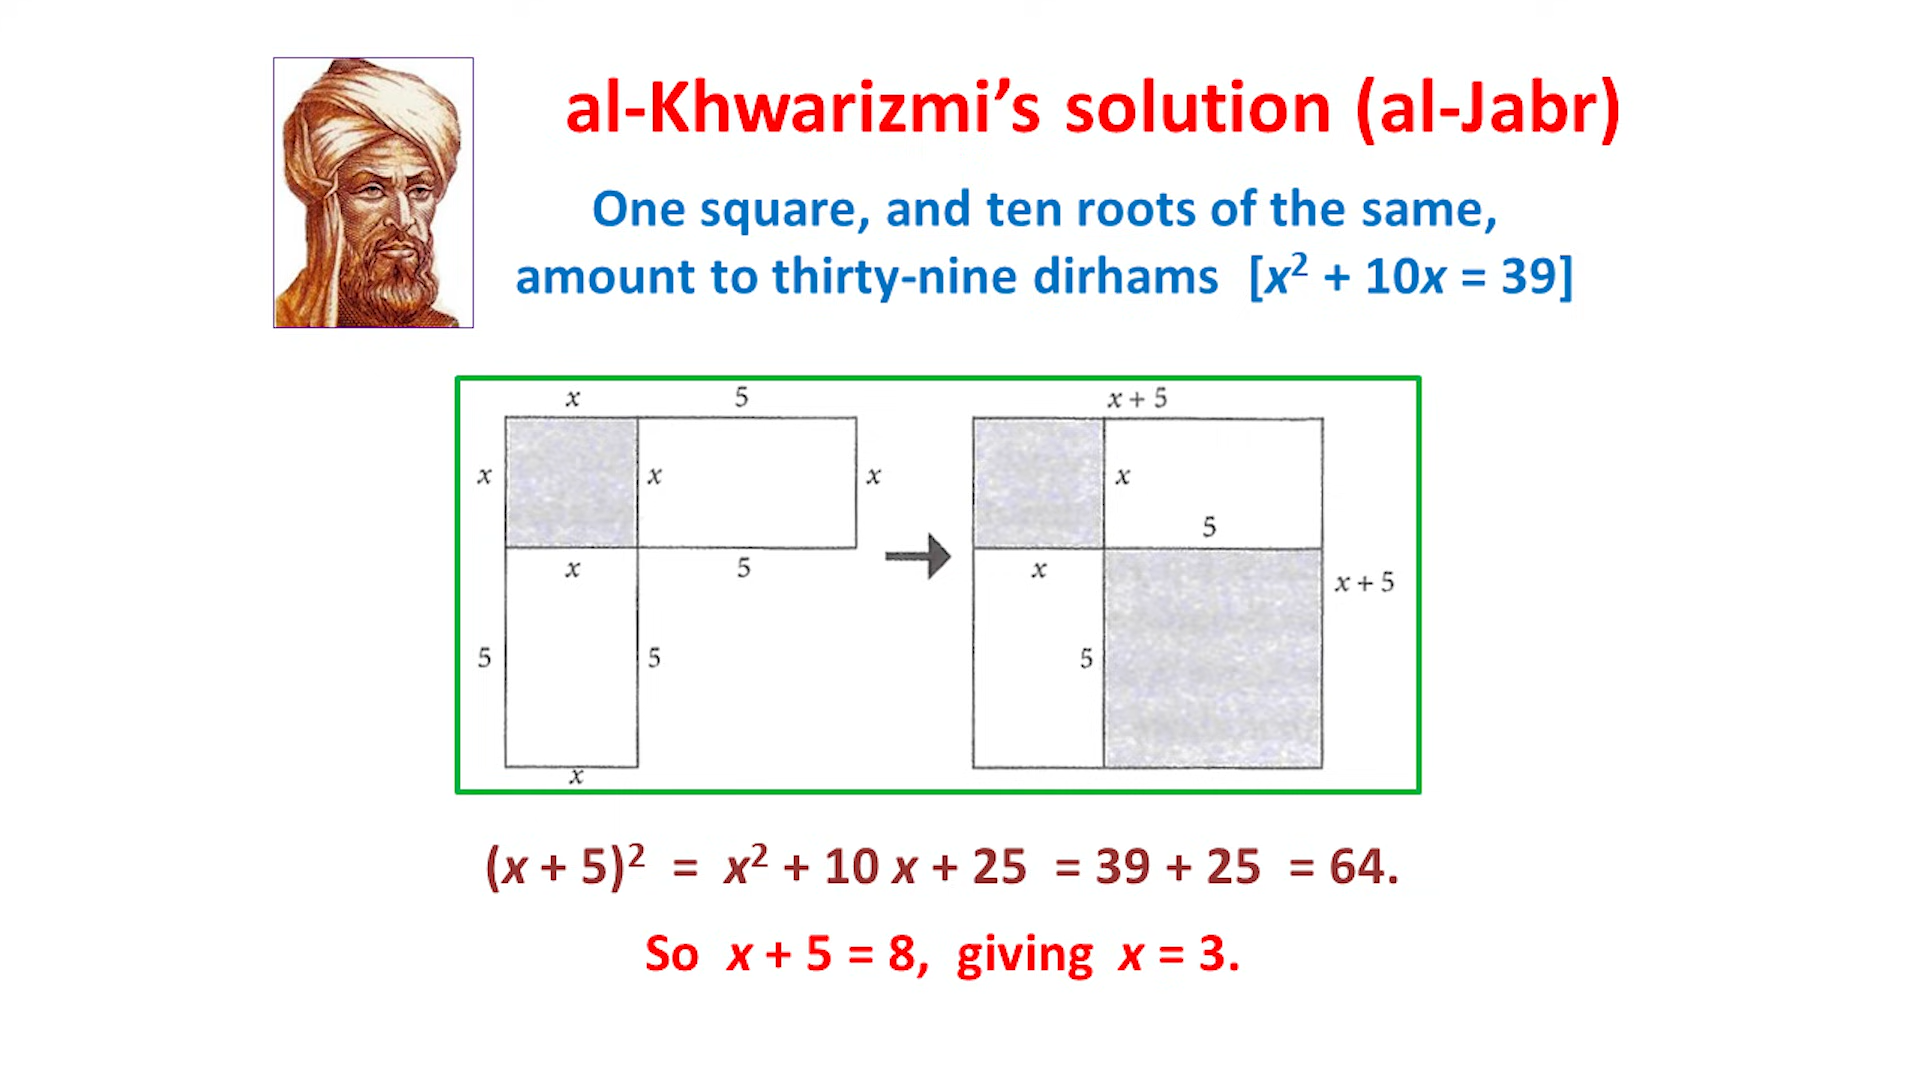 al-Khwarizmi’s solution (al-Jabr)
One square, and ten roots of the same,
amount to thirty-nine dirhams [x² + 10x = 39]
x 5
x x x
x 5
5 5
x
x + 5
x
5
x
x + 5
5
(x + 5)² = x² + 10 x + 25 = 39 + 25 = 64.
So x + 5 = 8, giving x = 3.